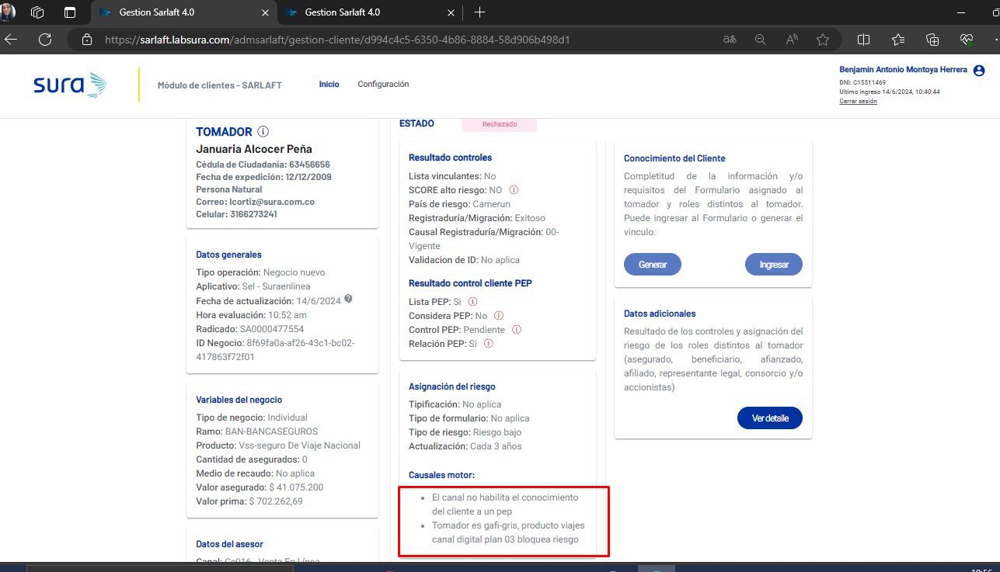 Gestion Sarlaft 4.0
Gestion Sarlaft 4.0
https://sarlaft.labsura.com/admsarlaft/gestion-cliente/d994c4c5-6350-4b86-8884-58d906b498d1
sura
Módulo de clientes - SARLAFT
Inicio
Configuración
Benjamin Antonio Montoya Herrera
DNI: C15511469
Ultimo ingreso 14/6/2024, 10:40:44
Cerrar sesión
TOMADOR
Januaria Alcocer Peña
Cédula de Ciudadanía: 63456656
Fecha de expedición: 12/12/2009
Persona Natural
Correo: lcortiz@sura.com.co
Celular: 3166273241
Datos generales
Tipo operación: Negocio nuevo
Aplicativo: Sel - Suraenlinea
Fecha de actualización: 14/6/2024
Hora evaluación: 10:52 am
Radicado: SA0000477554
ID Negocio: 8f69fa0a-af26-43c1-bc02-
417863f72f01
Variables del negocio
Tipo de negocio: Individual
Ramo: BAN-BANCASEGUROS
Producto: Vss-seguro De Viaje Nacional
Cantidad de asegurados: 0
Medio de recaudo: No aplica
Valor asegurado: $ 41.075.200
Valor prima: $ 702.262,69
Datos del asesor
Canal: Co016 - Venta En Línea
ESTADO
Rechazado
Resultado controles
Lista vinculantes: No
SCORE alto riesgo: NO
País de riesgo: Camerun
Registraduría/Migración: Exitoso
Causal Registraduría/Migración: 00-
Vigente
Validacion de ID: No aplica
Resultado control cliente PEP
Lista PEP: Si
Considera PEP: No
Control PEP: Pendiente
Relación PEP: Si
Asignación del riesgo
Tipificación: No aplica
Tipo de formulario: No aplica
Tipo de riesgo: Riesgo bajo
Actualización: Cada 3 años
Causales motor:
El canal no habilita el conocimiento
del cliente a un pep
Tomador es gafi-gris, producto viajes
canal digital plan 03 bloquea riesgo
Conocimiento del Cliente
Completitud de la información y/o
requisitos del Formulario asignado al
tomador y roles distintos al tomador.
Puede ingresar al Formulario o generar el
vinculo.
Generar
Ingresar
Datos adicionales
Resultado de los controles y asignación del
riesgo de los roles distintos al tomador
(asegurado, beneficiario, afianzado,
afiliado, representante legal, consorcio y/o
accionistas)
Ver detalle